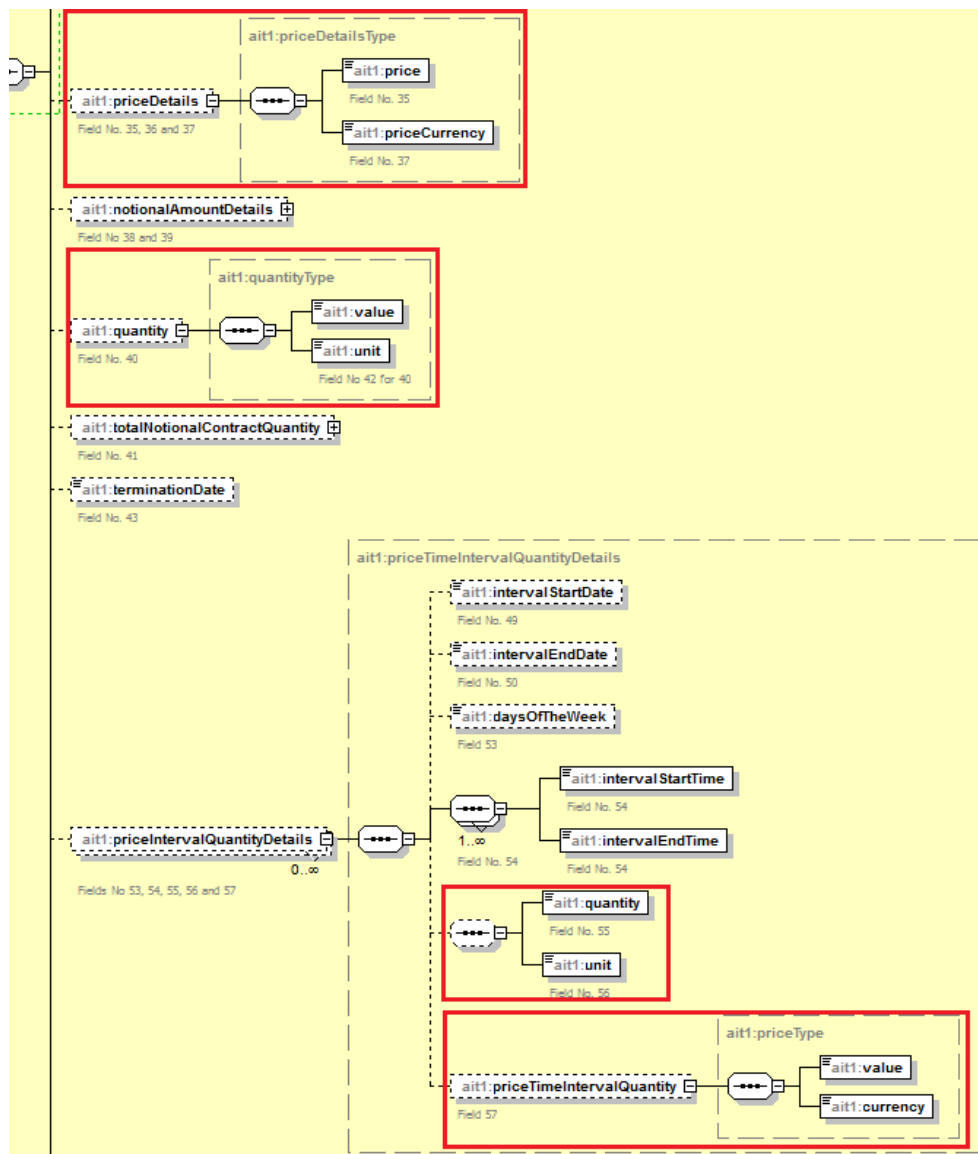 ait1:priceDetailsType
ait1:price
Field No. 35
ait1:priceDetails
Field No. 35, 36 and 37
ait1:priceCurrency
Field No. 37
ait1:notionalAmountDetails
Field No 38 and 39
ait1:quantityType
ait1:value
ait1:quantity
Field No. 40
ait1:unit
Field No 42 for 40
ait1:totalNotionalContractQuantity
Field No. 41
ait1:terminationDate
Field No. 43
ait1:priceTimeIntervalQuantityDetails
ait1:intervalStartDate
Field No. 49
ait1:intervalEndDate
Field No. 50
ait1:daysOfTheWeek
Field 53
ait1:intervalStartTime
Field No. 54
ait1:priceIntervalQuantityDetails
0..∞
Fields No 53, 54, 55, 56 and 57
1..∞
Field No. 54
ait1:intervalEndTime
Field No. 54
ait1:quantity
Field No. 55
ait1:unit
Field No. 56
ait1:priceType
ait1:value
ait1:priceTimeIntervalQuantity
Field 57
ait1:currency